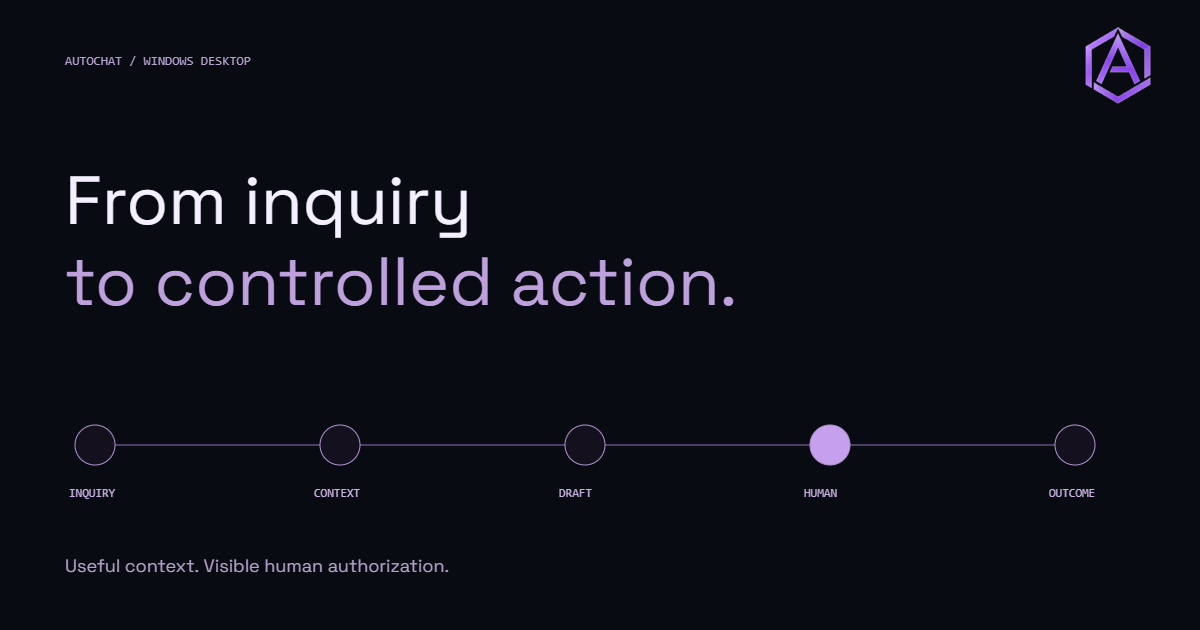 AUTOCHAT / WINDOWS DESKTOP
From inquiry
to controlled action.
INQUIRY
CONTEXT
DRAFT
HUMAN
OUTCOME
Useful context. Visible human authorization.